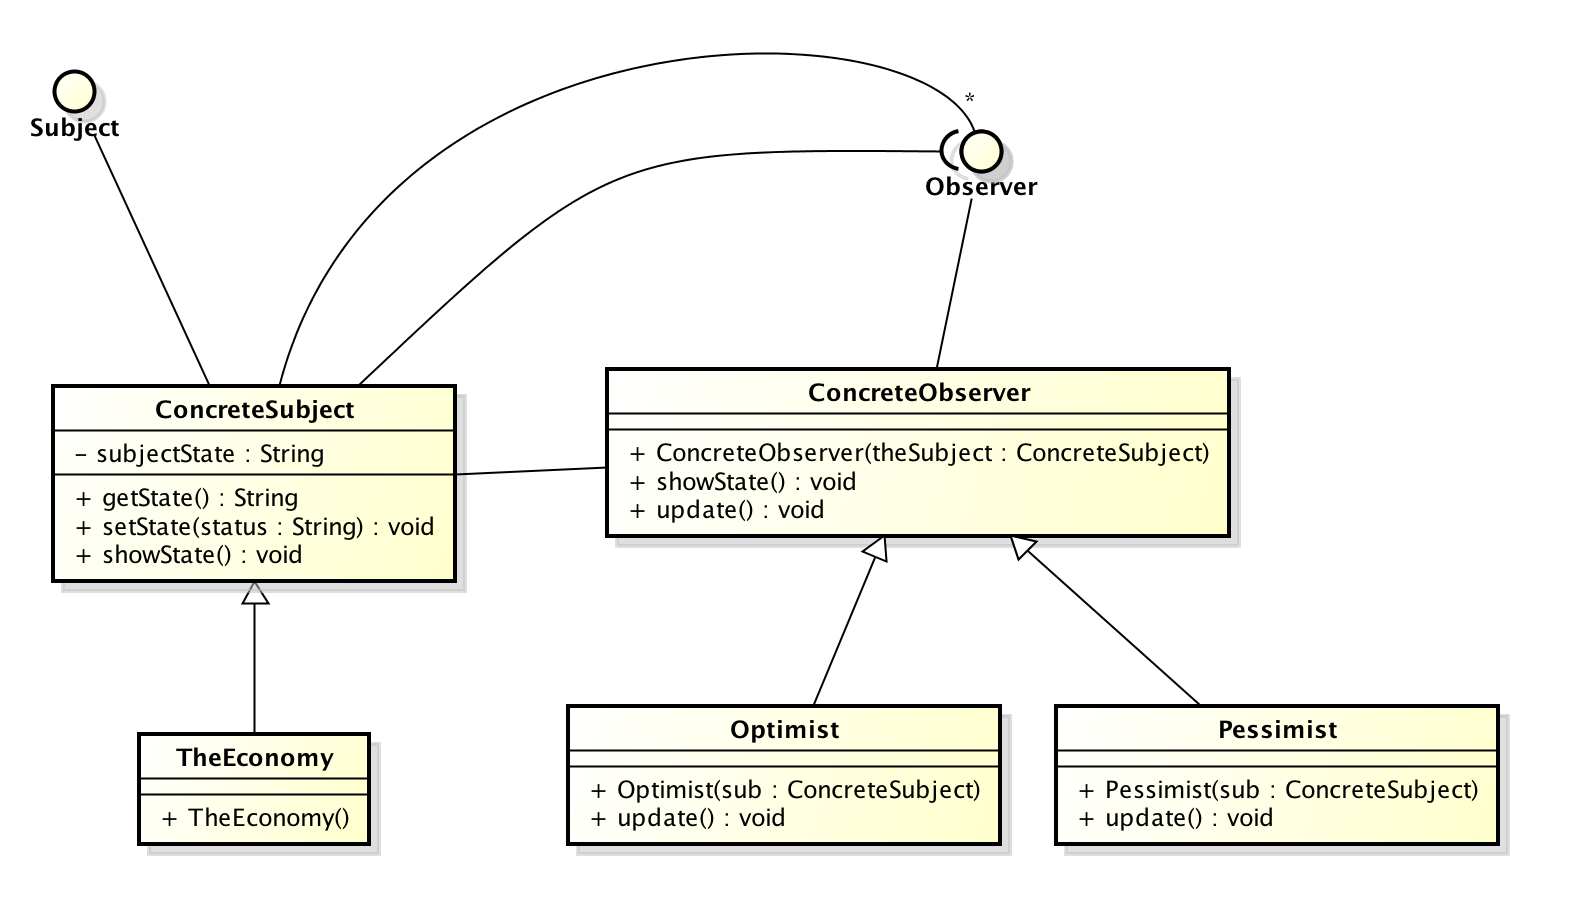 *
Subject
Observer
ConcreteSubject
– subjectState : String
+ getState() : String
+ setState(status : String) : void
+ showState() : void
ConcreteObserver
+ ConcreteObserver(theSubject : ConcreteSubject)
+ showState() : void
+ update() : void
TheEconomy
+ TheEconomy()
Optimist
+ Optimist(sub : ConcreteSubject)
+ update() : void
Pessimist
+ Pessimist(sub : ConcreteSubject)
+ update() : void